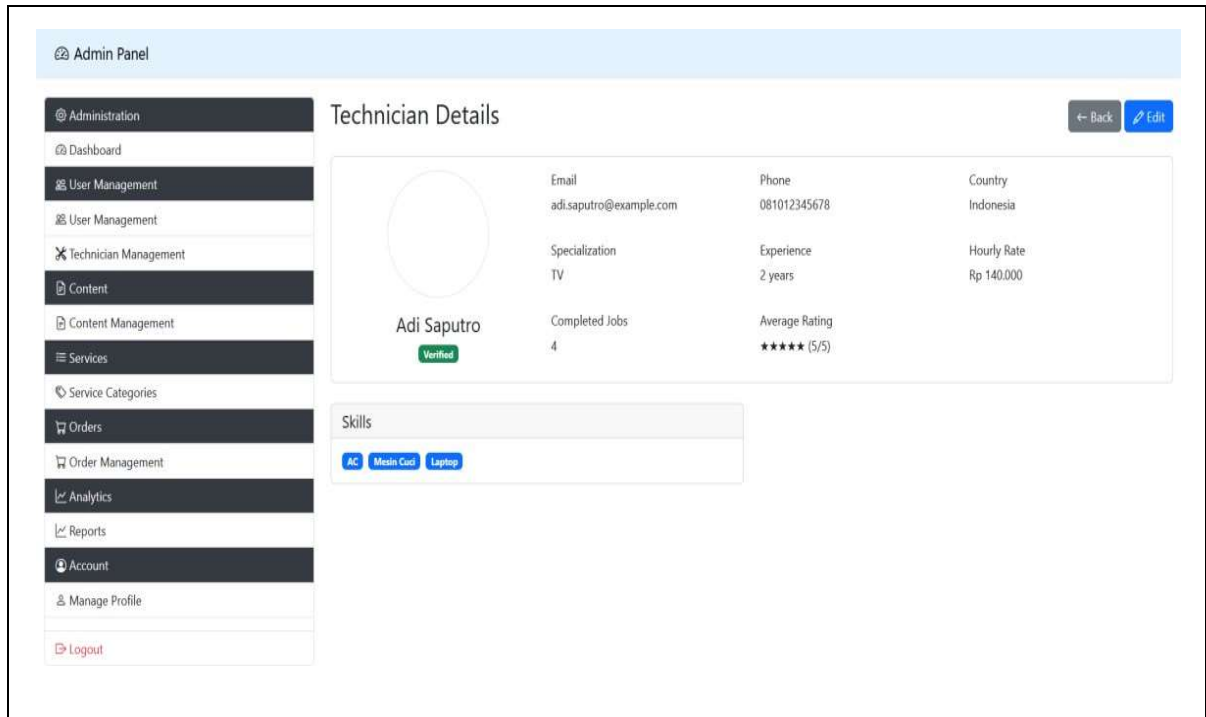 Admin Panel
Administration
Dashboard
User Management
User Management
Technician Management
Content
Content Management
Services
Service Categories
Orders
Order Management
Analytics
Reports
Account
Manage Profile
Logout
Technician Details
← Back
Edit
Adi Saputro
Verified
Email
adi.saputro@example.com
Phone
081012345678
Country
Indonesia
Specialization
TV
Experience
2 years
Hourly Rate
Rp 140.000
Completed Jobs
4
Average Rating
★★★★★ (5/5)
Skills
AC Mesin Cuci Laptop